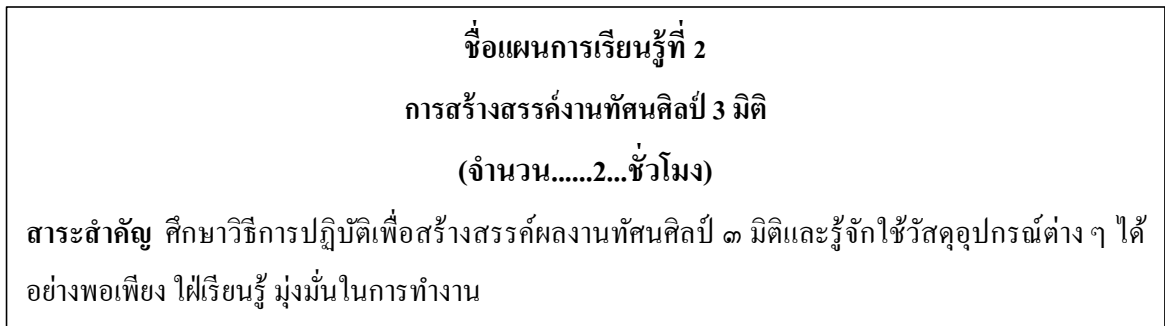 ชื่อแผนการเรียนรู้ที่ 2
การสร้างสรรค์งานทัศนศิลป์ 3 มิติ
(จำนวน......2...ชั่วโมง)
สาระสำคัญ ศึกษาวิธีการปฏิบัติเพื่อสร้างสรรค์ผลงานทัศนศิลป์ ๓ มิติและรู้จักใช้วัสดุอุปกรณ์ต่าง ๆ ได้
อย่างพอเพียง ใฝ่เรียนรู้ มุ่งมั่นในการทำงาน